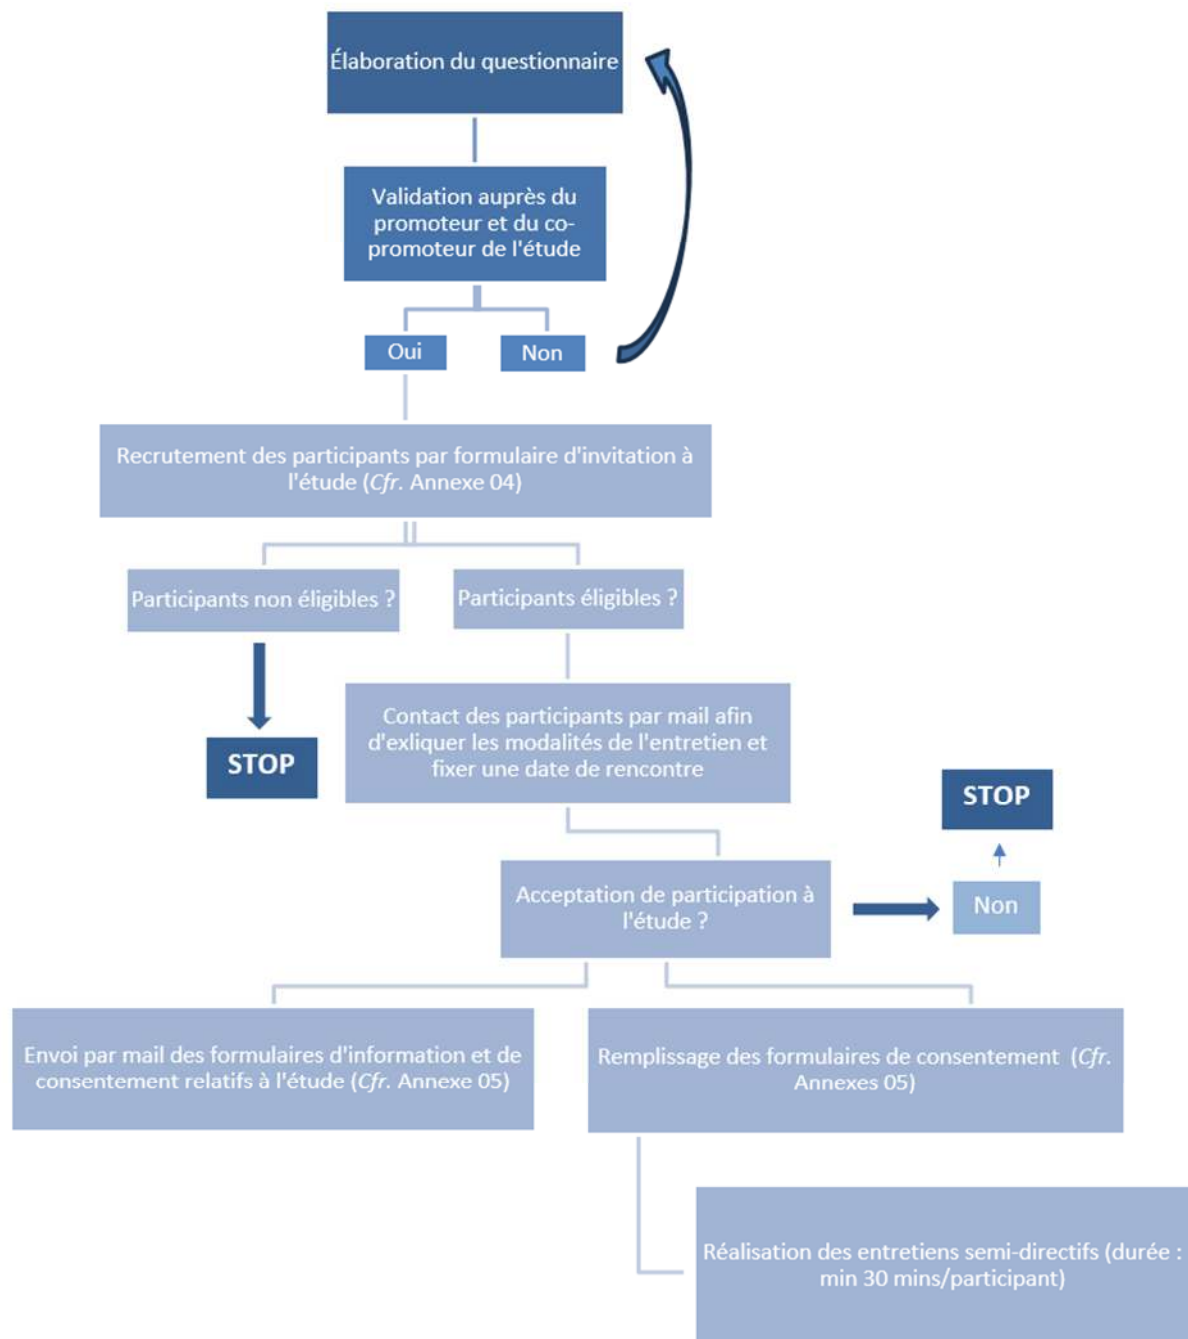 Élaboration du questionnaire
Validation auprès du
promoteur et du co-
promoteur de l'étude
Oui
Non
Recrutement des participants par formulaire d'invitation à
l'étude (Cfr. Annexe 04)
Participants non éligibles ?
Participants éligibles ?
STOP
Contact des participants par mail afin
d'exliquer les modalités de l'entretien et
fixer une date de rencontre
STOP
Non
Acceptation de participation à
l'étude ?
Envoi par mail des formulaires d'information et de
consentement relatifs à l'étude (Cfr. Annexe 05)
Remplissage des formulaires de consentement (Cfr.
Annexes 05)
Réalisation des entretiens semi-directifs (durée :
min 30 mins/participant)